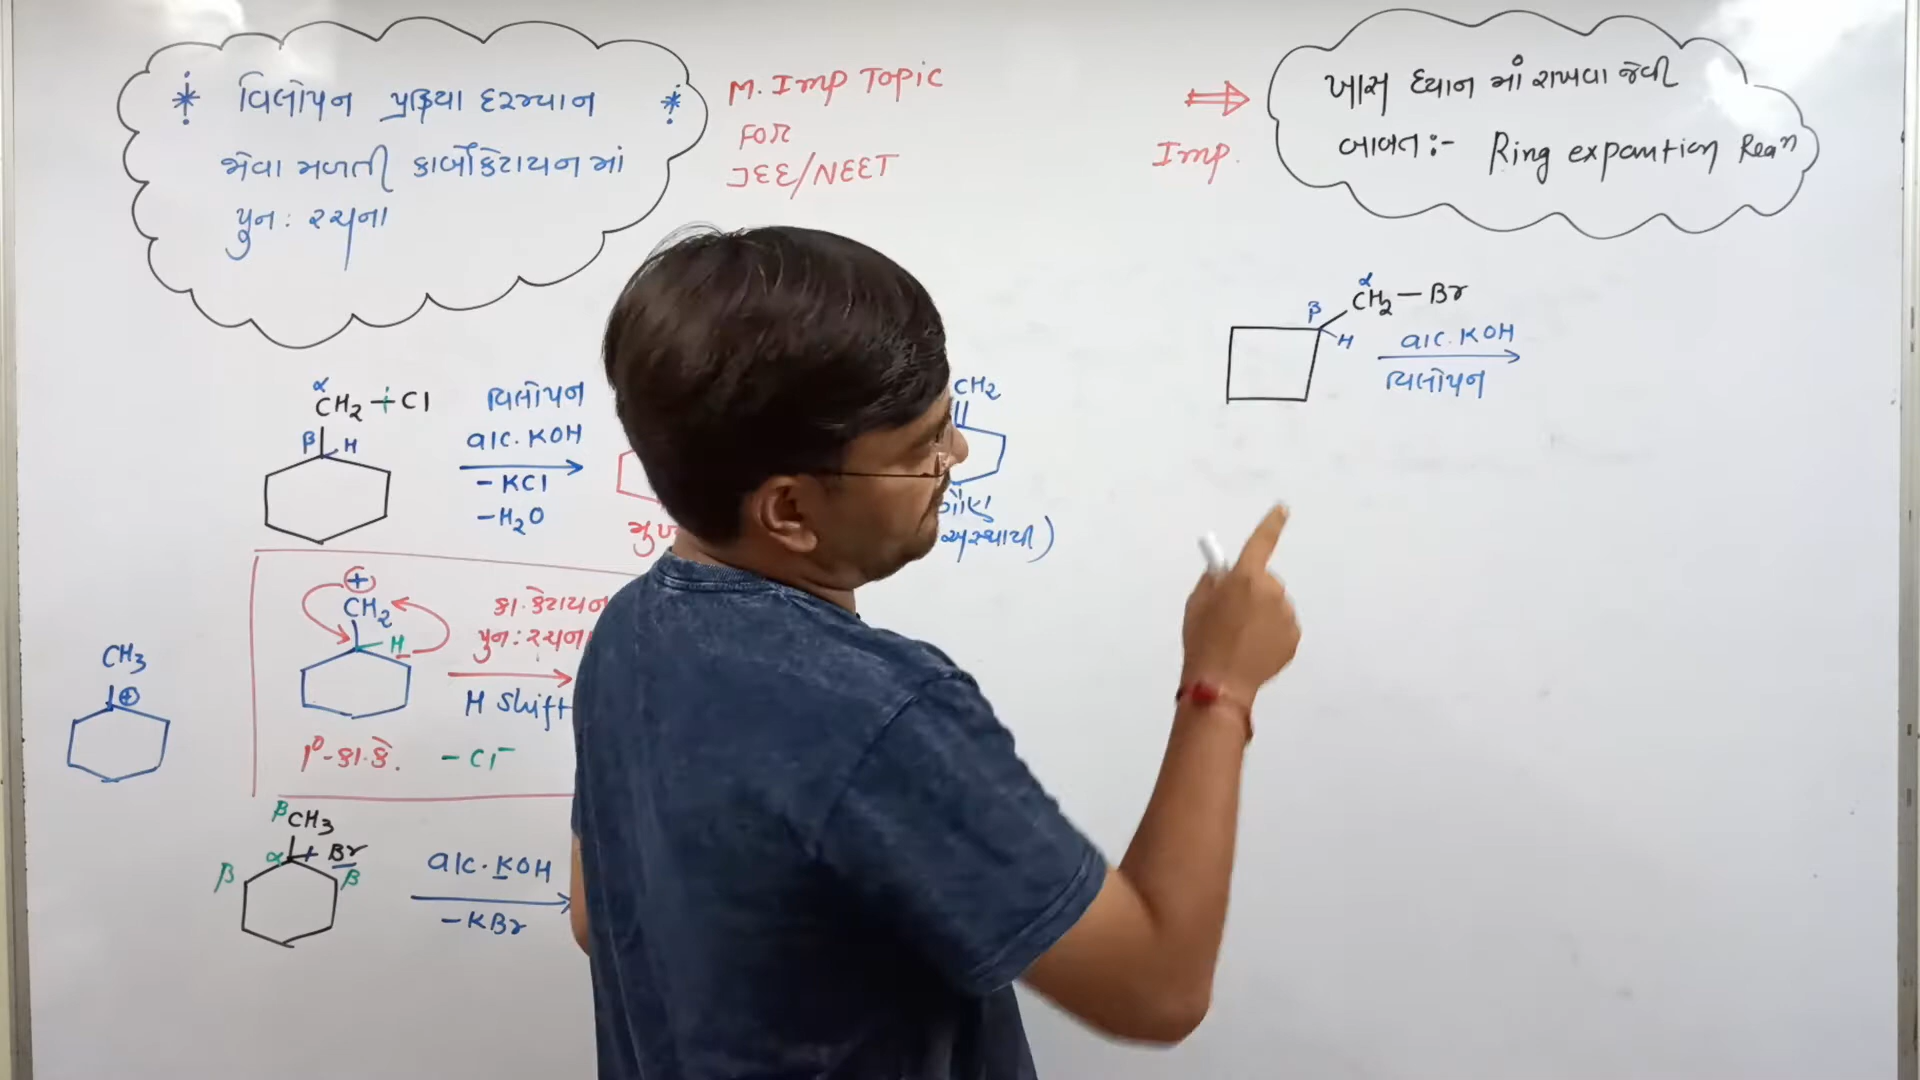 * વિલોપન પ્રક્રિયા દરમ્યાન *
મેવા મળતી કાર્બોકેટાયન માં
પુન: રચના
M. Imp Topic
FOR
JEE/NEET
Imp.
ખાસ ધ્યાન માં રાખવા જેવી
બાબત :- Ring expantion Reaⁿ
α
CH₂ + Cl
β H
વિલોપન
alc. KOH
- KCl
- H₂O
CH₂
ગૌણ
અસ્થાયી)
CH₃
⊕
⊕
CH₂
H
1° - કા.કે.
- Cl⁻
કા.કેટાયન
પુન: રચના
H Shift
β CH₃
α + Br
β β
alc. KOH
- KBr
α
CH₂ — Br
β
H
alc. KOH
વિલોપન